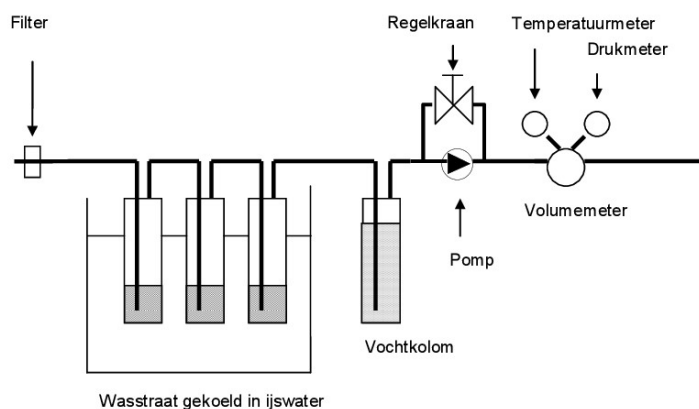 Filter
Regelkraan
Temperatuurmeter
Drukmeter
Volumemeter
Pomp
Vochtkolom
Wasstraat gekoeld in ijswater